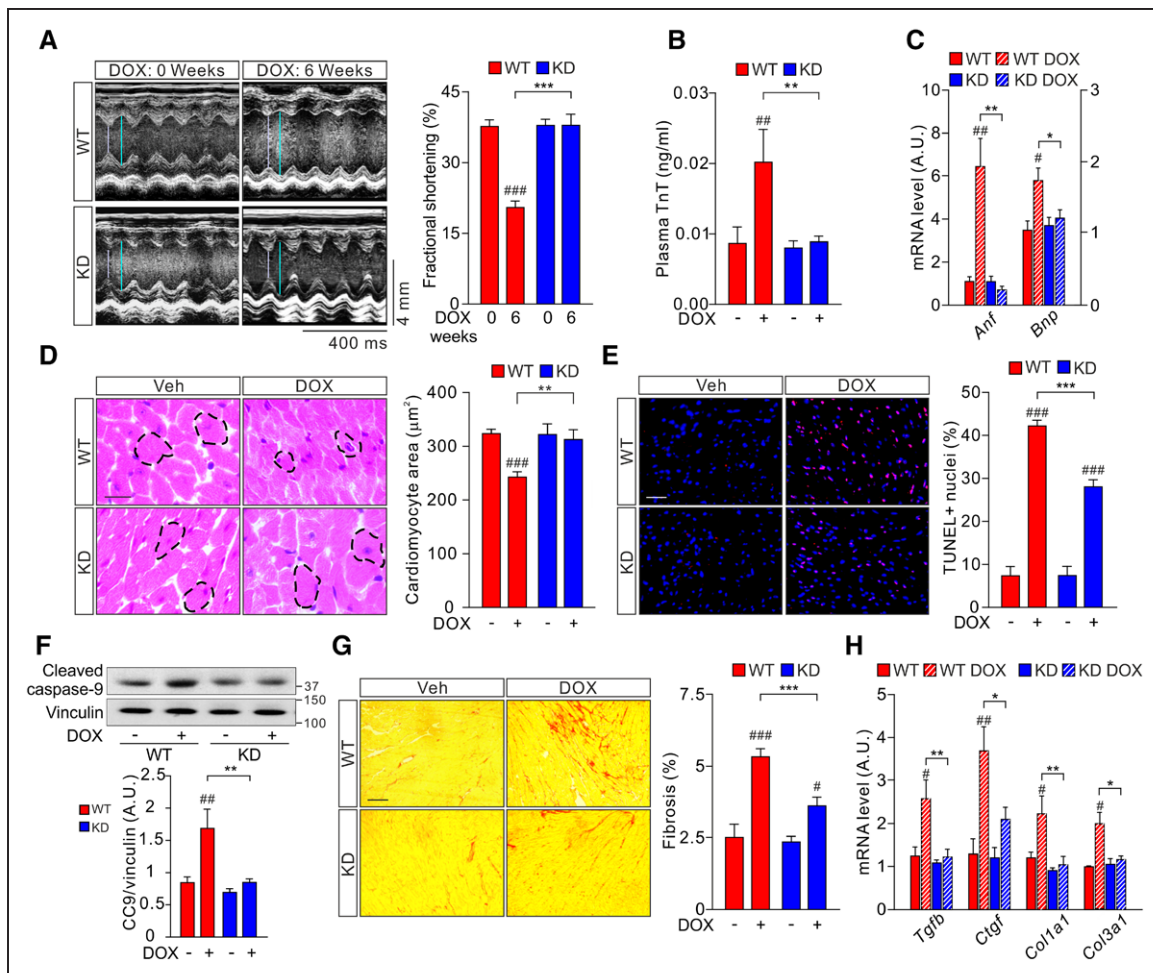 A
DOX: 0 Weeks DOX: 6 Weeks
WT
KD
4 mm
400 ms
WT KD
***
###
Fractional shortening (%)
45
30
15
0
DOX 0 6 0 6
weeks
B
WT KD
**
##
Plasma TnT (ng/ml)
0.03
0.02
0.01
0.00
DOX - + - +
C
WT WT DOX
KD KD DOX
**
##
*
#
mRNA level (A.U.)
10
8
6
4
2
0
3
2
1
0
Anf Bnp
D
Veh DOX
WT
KD
WT KD
**
###
Cardiomyocyte area (μm²)
400
300
200
100
0
DOX - + - +
E
Veh DOX
WT
KD
WT KD
***
###
###
TUNEL+ nuclei (%)
50
40
30
20
10
0
DOX - + - +
F
Cleaved
caspase-9
37
Vinculin
150
100
DOX - + - +
WT KD
WT
KD
**
##
CC9/vinculin (A.U.)
2.5
2
1.5
1
0.5
0
DOX - + - +
G
Veh DOX
WT
KD
WT KD
***
###
#
Fibrosis (%)
7.5
5.0
2.5
0
DOX - + - +
H
WT WT DOX KD KD DOX
*
##
**
#
**
#
*
#
mRNA level (A.U.)
5
4
3
2
1
0
Tgfb Ctgf Col1a1 Col3a1